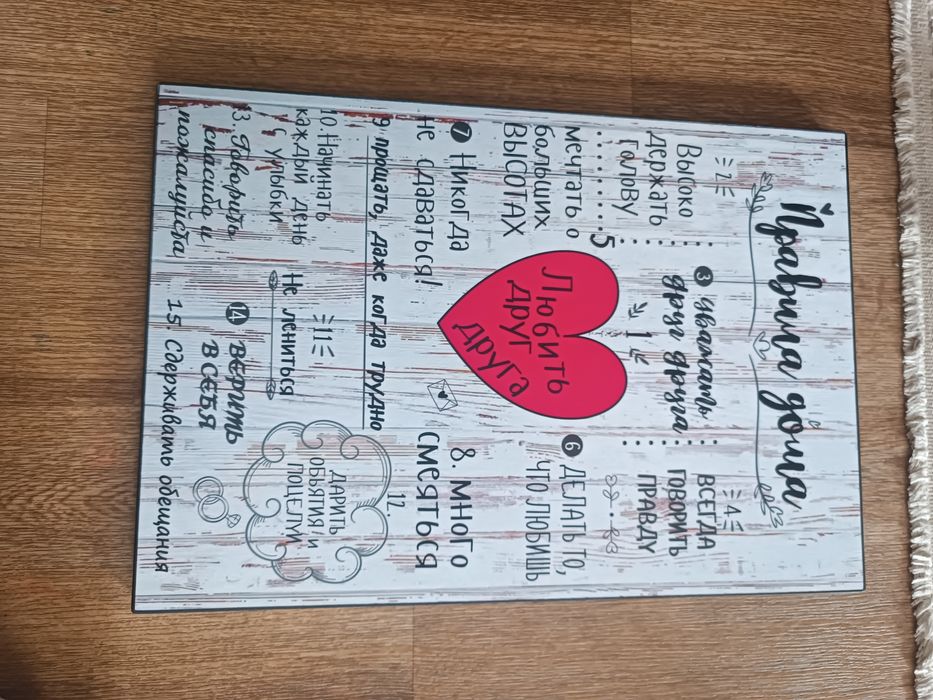 Правила дома
2
Высоко
держать
голову
3 уважать
друг друга
4
ВСЕГДА
ГОВОРИТЬ
ПРАВДУ
1
Любить
друг
друга
5
мечтать о
больших
ВЫСОТАХ
6 ДЕЛАТЬ ТО,
ЧТО ЛЮБИШЬ
7 Никогда
не сдаваться!
8. много
смеяться
9 прощать, даже когда трудно
10. Начинать
каждый день
с улыбки
11
Не лениться
12.
ДАРИТЬ
ОБЪЯТИЯ и
ПОЦЕЛУИ
13. Говорить
спасибо и
пожалуйста
14 ВЕРИТЬ
В СЕБЯ
15 сдерживать обещания